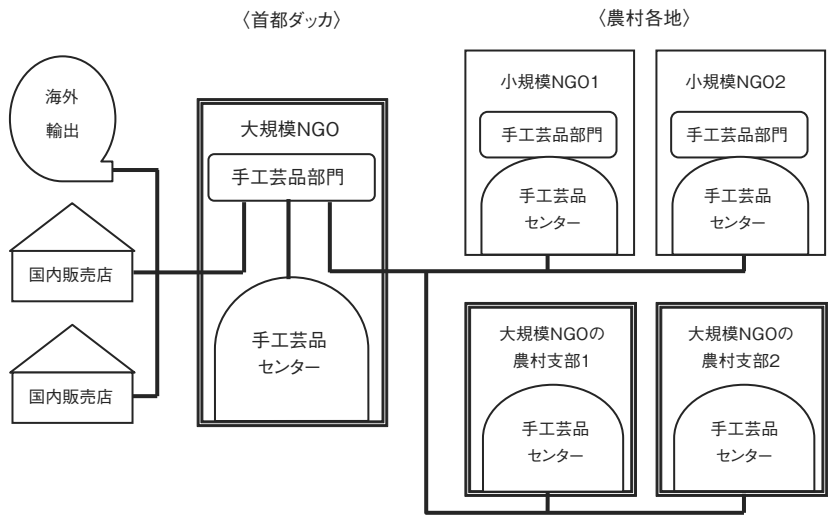 〈首都ダッカ〉
〈農村各地〉
海外
輸出
国内販売店
国内販売店
大規模NGO
手工芸品部門
手工芸品
センター
小規模NGO1
手工芸品部門
手工芸品
センター
小規模NGO2
手工芸品部門
手工芸品
センター
大規模NGOの
農村支部1
手工芸品
センター
大規模NGOの
農村支部2
手工芸品
センター